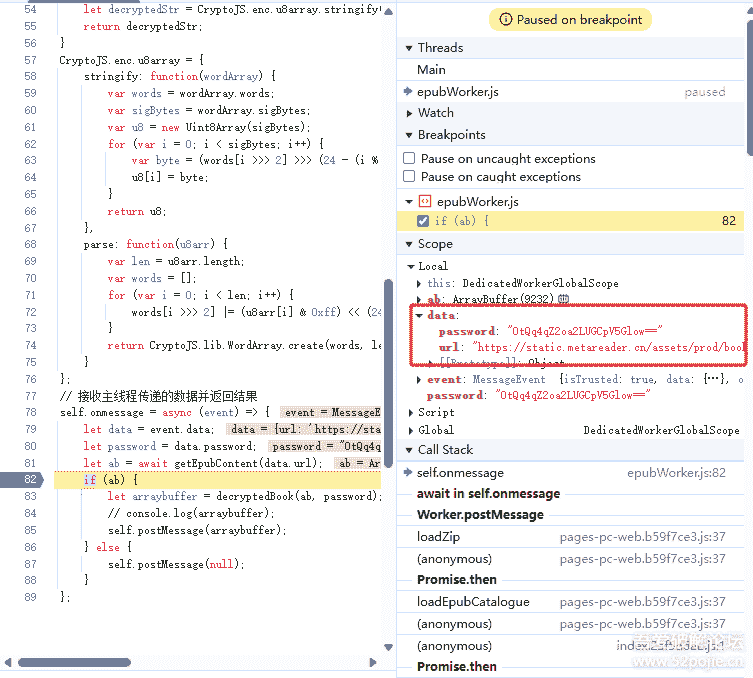 54 let decryptedStr = CryptoJS.enc.u8array.stringify
55 return decryptedStr;
56 }
57 CryptoJS.enc.u8array = {
58 stringify: function(wordArray) {
59 var words = wordArray.words;
60 var sigBytes = wordArray.sigBytes;
61 var u8 = new Uint8Array(sigBytes);
62 for (var i = 0; i < sigBytes; i++) {
63 var byte = (words[i >>> 2] >>> (24 - (i %
64 u8[i] = byte;
65 }
66 return u8;
67 },
68 parse: function(u8arr) {
69 var len = u8arr.length;
70 var words = [];
71 for (var i = 0; i < len; i++) {
72 words[i >>> 2] |= (u8arr[i] & 0xff) << (24
73 }
74 return CryptoJS.lib.WordArray.create(words, le
75 }
76 };
77 // 接收主线程传递的数据并返回结果
78 self.onmessage = async (event) => { event = MessageE
79 let data = event.data; data = {url: "https://sta
80 let password = data.password; password = "OtQq4q
81 let ab = await getEpubContent(data.url); ab = Ar
82 if (ab) {
83 let arraybuffer = decryptedBook(ab, password);
84 // console.log(arraybuffer);
85 self.postMessage(arraybuffer);
86 } else {
87 self.postMessage(null);
88 }
89 };
Paused on breakpoint
Threads
Main
epubWorker.js paused
Watch
Breakpoints
Pause on uncaught exceptions
Pause on caught exceptions
epubWorker.js
if (ab) { 82
Scope
Local
this: DedicatedWorkerGlobalScope
ab: ArrayBuffer(9232)
data:
password: "OtQq4qZ2oa2LUGCpV5Glow=="
url: "https://static.metareader.cn/assets/prod/bool
[[Prototype]]: Object
event: MessageEvent {isTrusted: true, data: {…}, o
password: "OtQq4qZ2oa2LUGCpV5Glow=="
Script
Global DedicatedWorkerGlobalScope
Call Stack
self.onmessage epubWorker.js:82
await in self.onmessage
Worker.postMessage
loadZip pages-pc-web.b59f7ce3.js:37
(anonymous) pages-pc-web.b59f7ce3.js:37
Promise.then
loadEpubCatalogue pages-pc-web.b59f7ce3.js:37
(anonymous) pages-pc-web.b59f7ce3.js:37
(anonymous)
Promise.then
吾爱破解论坛
www.52pojie.cn